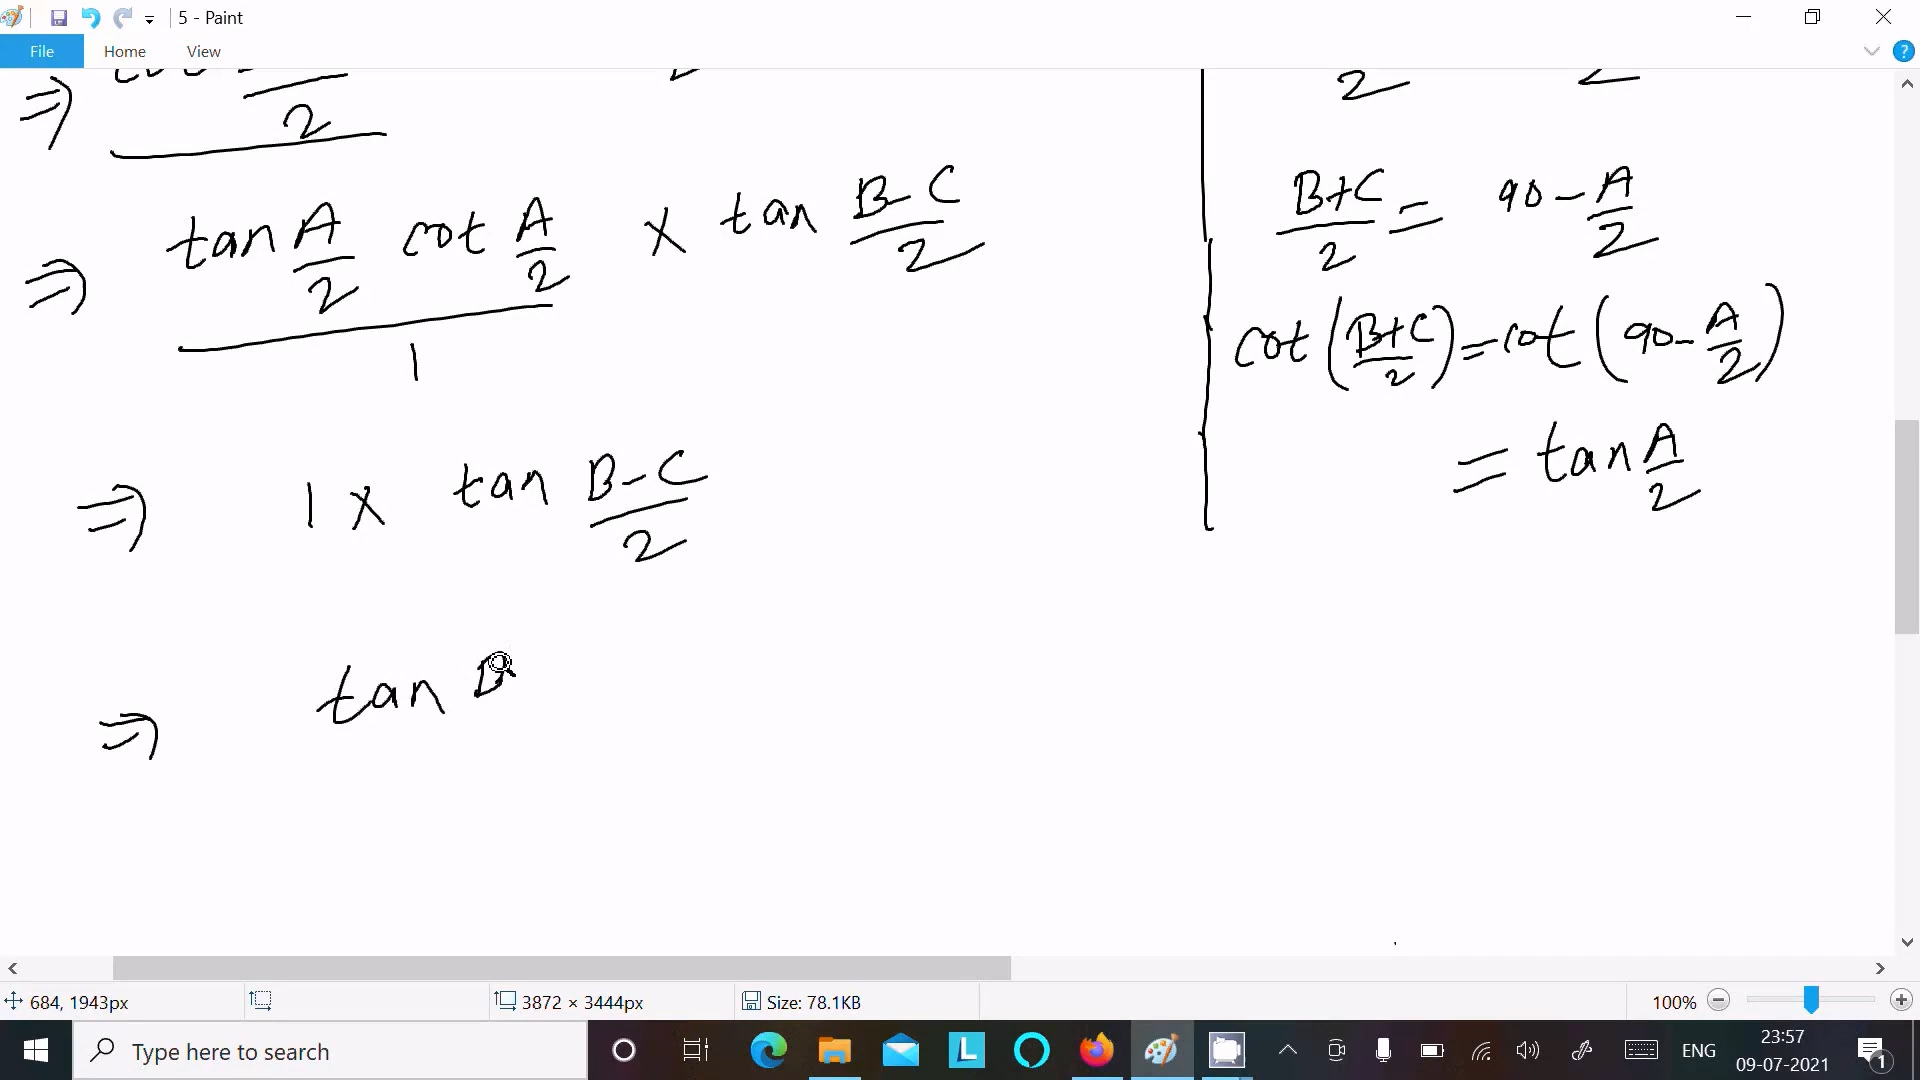 5 - Paint
File Home View
⇒ 2
2 2
⇒ tan A/2 cot A/2 / 1 × tan B-C/2
B+C/2 = 90 - A/2
cot (B+C/2) = cot (90 - A/2)
= tan A/2
⇒ 1 × tan B-C/2
⇒ tan B
684, 1943px 3872 × 3444px Size: 78.1KB 100%
Type here to search
L
ENG
23:57
09-07-2021
1